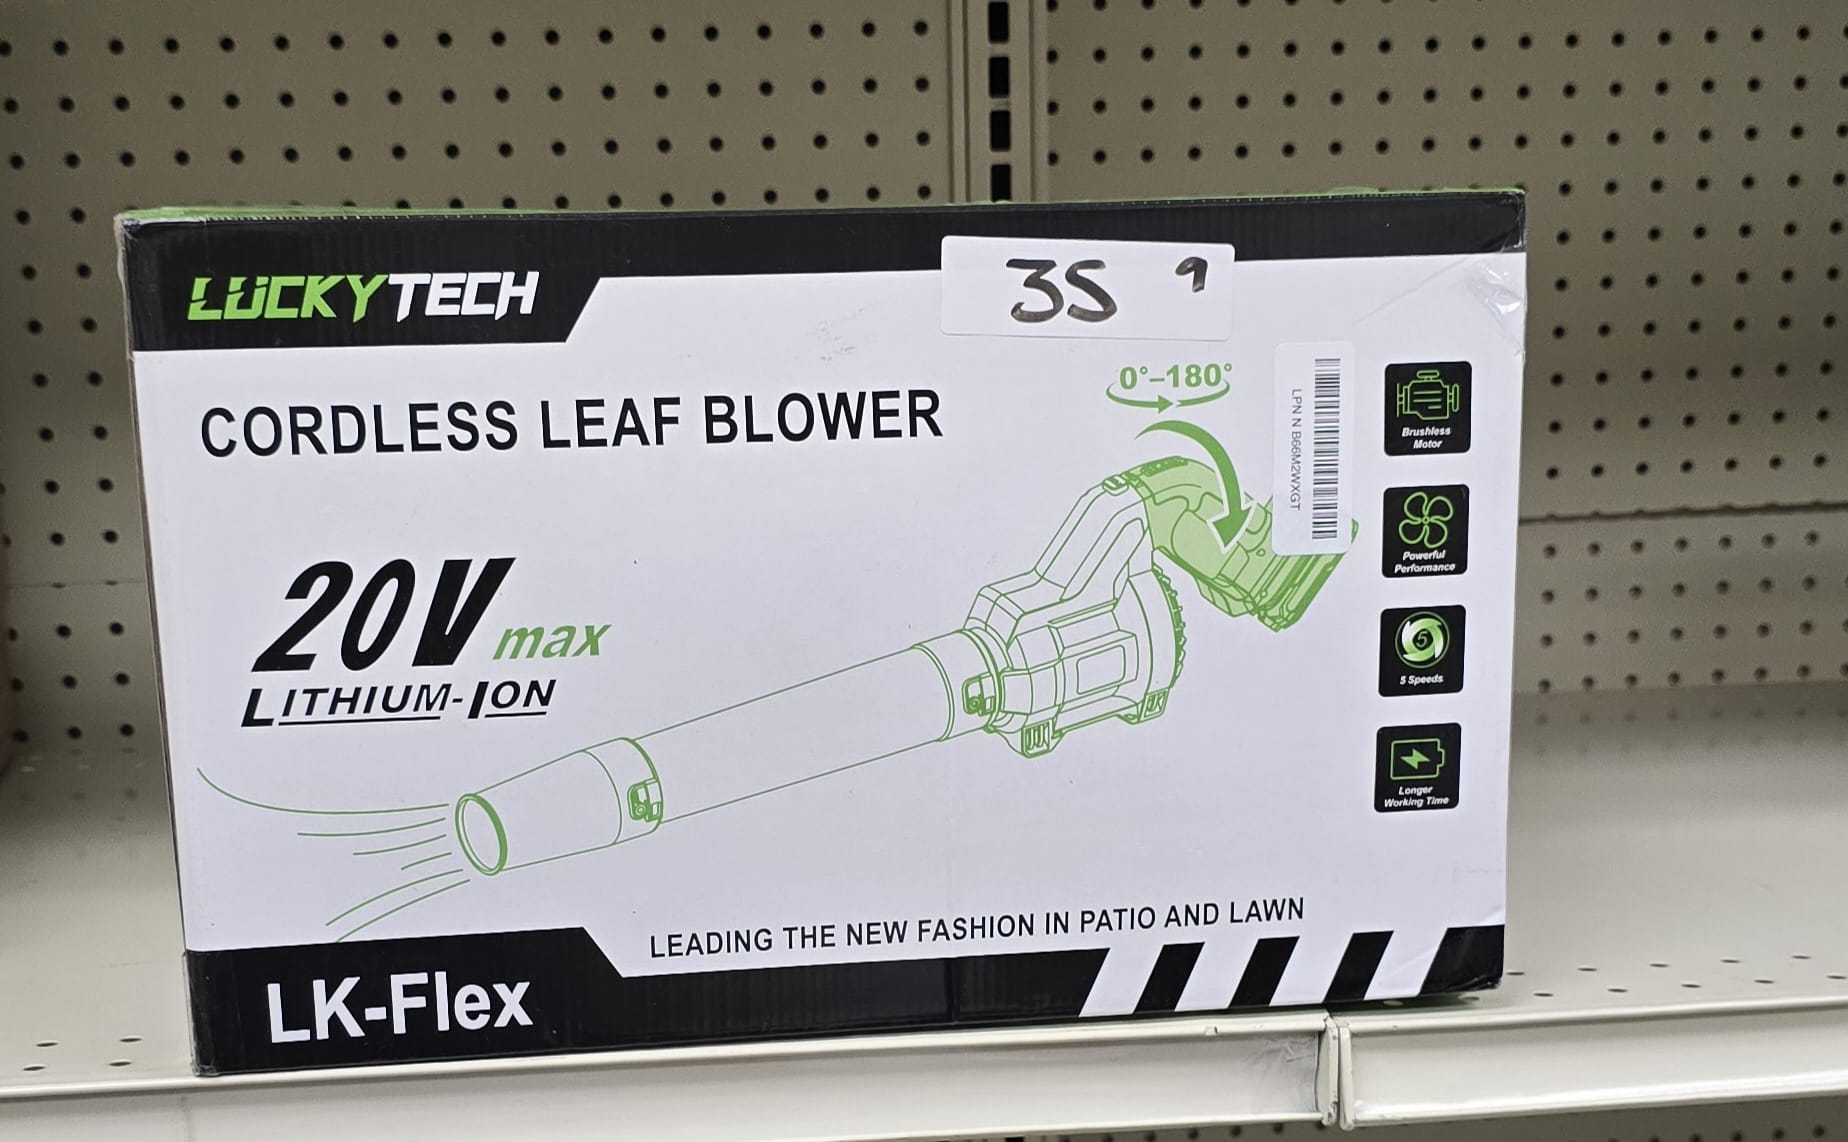 LUCKYTECH
35 9
CORDLESS LEAF BLOWER
0°-180°
LPN N B66M2WXGT
Brushless
Motor
Powerful
Performance
5
5 Speeds
Longer
Working Time
20V max
LITHIUM-ION
LEADING THE NEW FASHION IN PATIO AND LAWN
LK-Flex